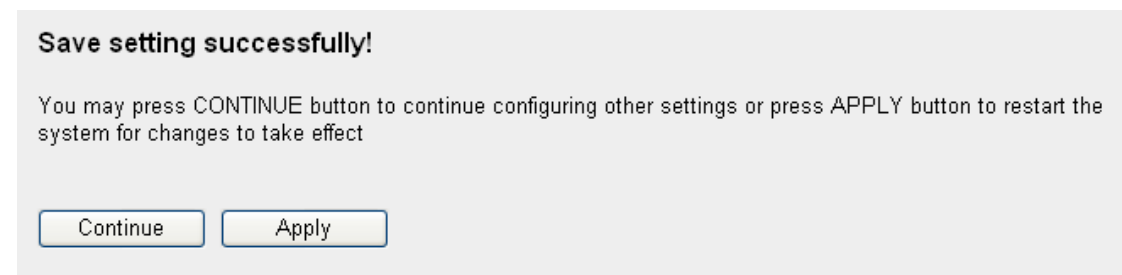 Save setting successfully!
You may press CONTINUE button to continue configuring other settings or press APPLY button to restart the
system for changes to take effect
Continue
Apply